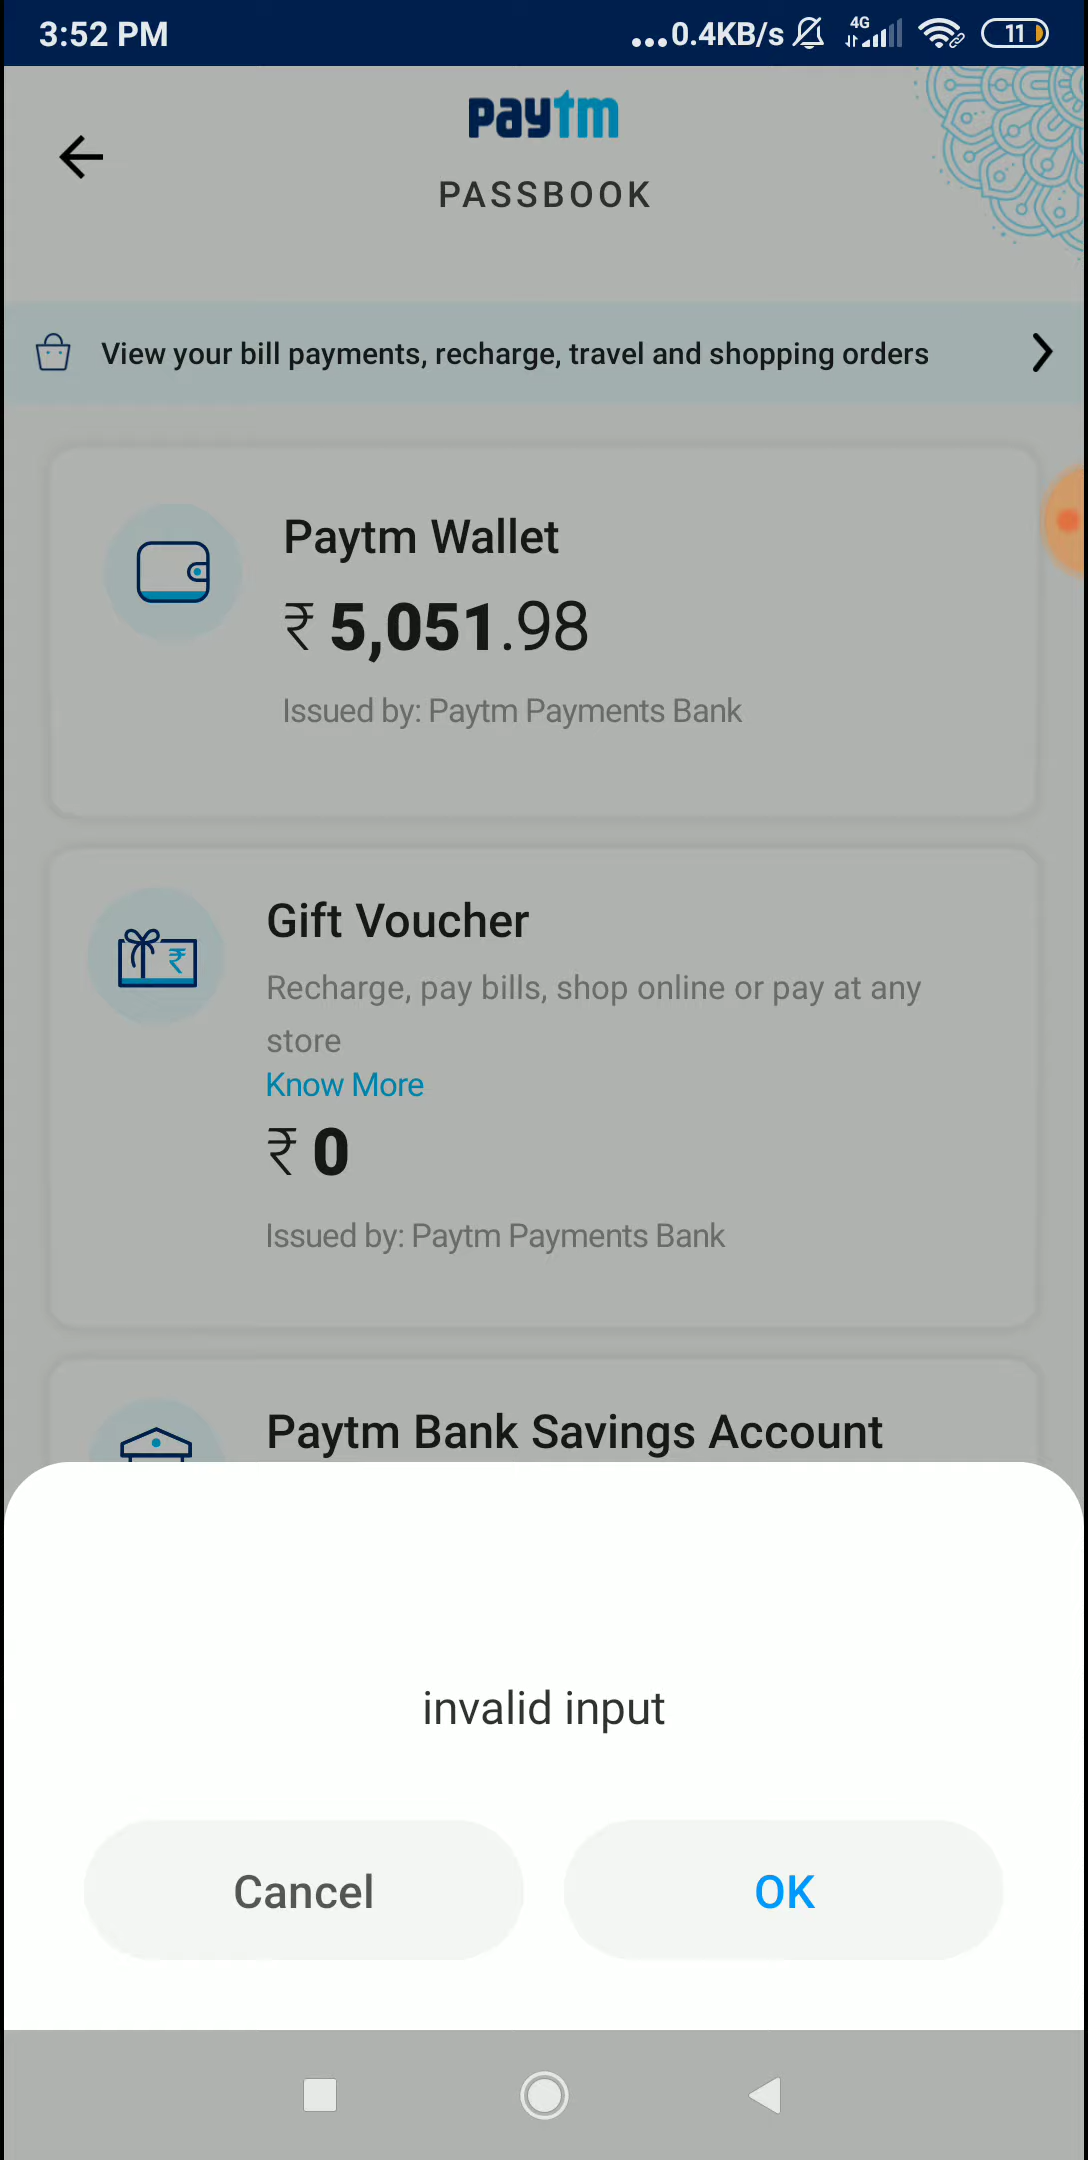 3:52 PM
...0.4KB/s 4G 11
paytm
PASSBOOK
View your bill payments, recharge, travel and shopping orders
Paytm Wallet
₹ 5,051.98
Issued by: Paytm Payments Bank
Gift Voucher
₹
Recharge, pay bills, shop online or pay at any
store
Know More
₹ 0
Issued by: Paytm Payments Bank
Paytm Bank Savings Account
invalid input
Cancel OK